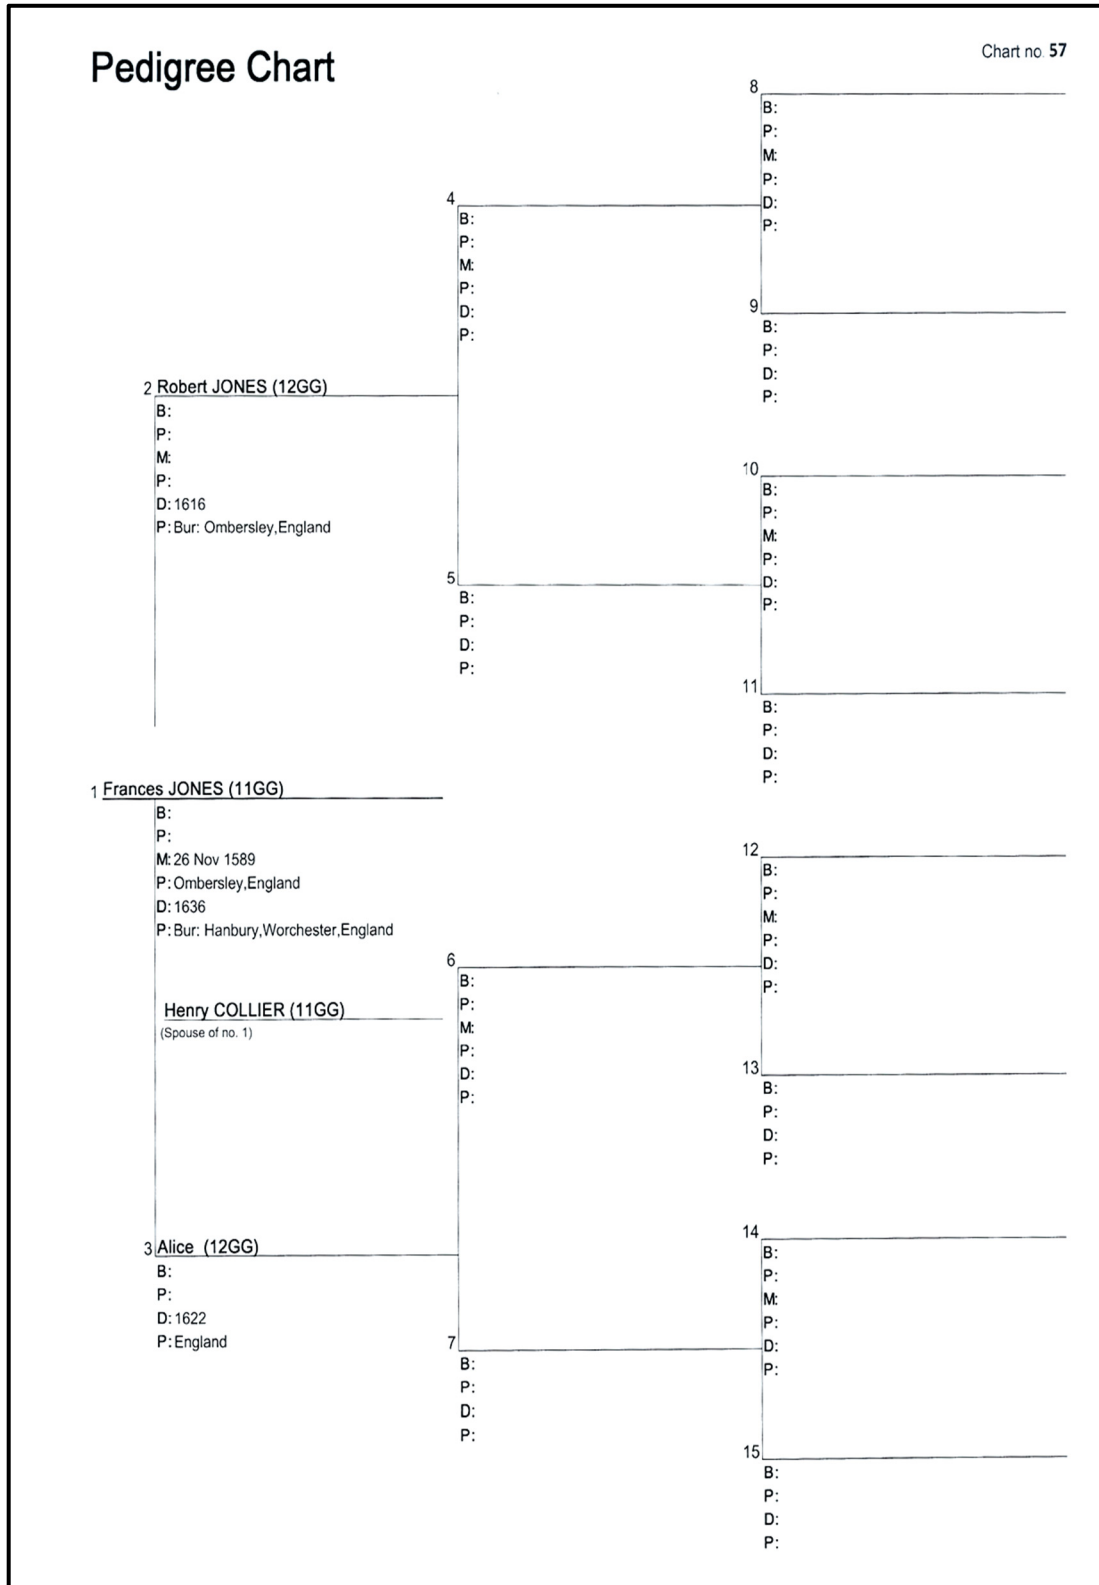 Pedigree Chart
Chart no. 57
8
B:
P:
M:
P:
D:
P:
4
B:
P:
M:
P:
D:
P:
9
B:
P:
D:
P:
2 Robert JONES (12GG)
B:
P:
M:
P:
D: 1616
P: Bur: Ombersley,England
10
B:
P:
M:
P:
D:
P:
5
B:
P:
D:
P:
11
B:
P:
D:
P:
1 Frances JONES (11GG)
B:
P:
M: 26 Nov 1589
P: Ombersley,England
D: 1636
P: Bur: Hanbury,Worchester,England
12
B:
P:
M:
P:
D:
P:
6
B:
P:
M:
P:
D:
P:
Henry COLLIER (11GG)
(Spouse of no. 1)
13
B:
P:
D:
P:
3 Alice (12GG)
B:
P:
D: 1622
P: England
14
B:
P:
M:
P:
D:
P:
7
B:
P:
D:
P:
15
B:
P:
D:
P: